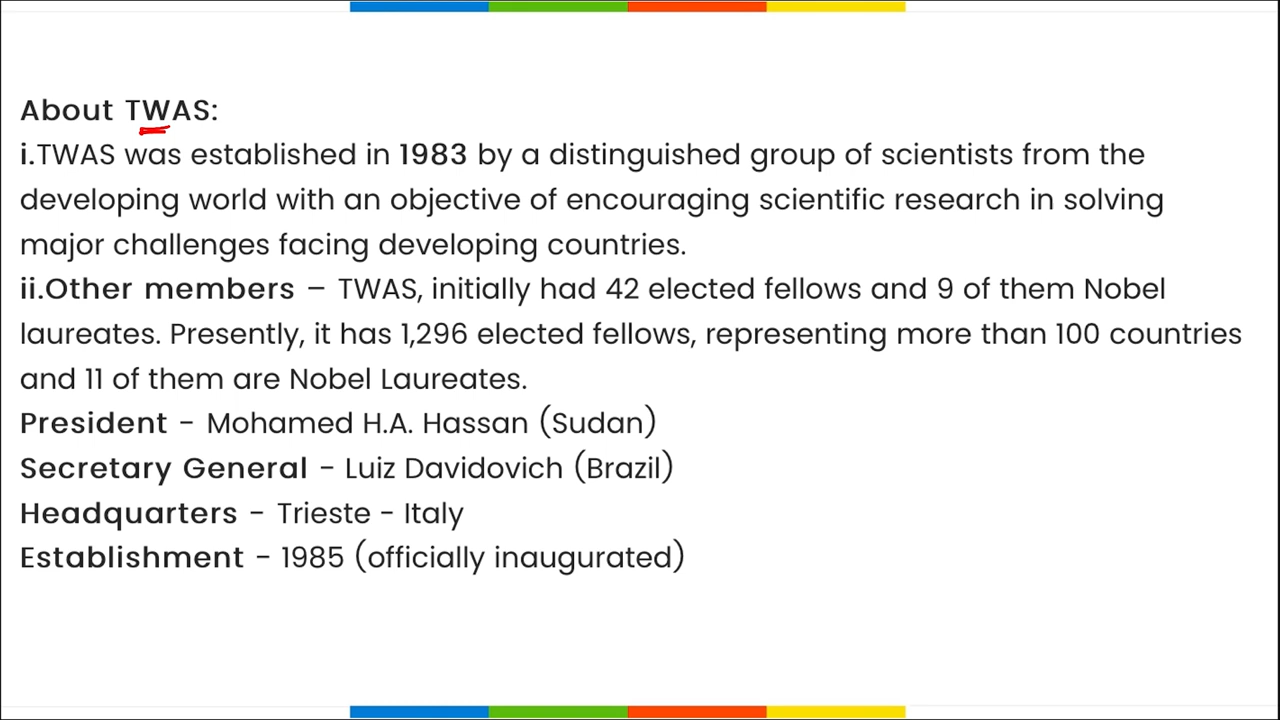 About TWAS:
i.TWAS was established in 1983 by a distinguished group of scientists from the
developing world with an objective of encouraging scientific research in solving
major challenges facing developing countries.
ii.Other members – TWAS, initially had 42 elected fellows and 9 of them Nobel
laureates. Presently, it has 1,296 elected fellows, representing more than 100 countries
and 11 of them are Nobel Laureates.
President - Mohamed H.A. Hassan (Sudan)
Secretary General - Luiz Davidovich (Brazil)
Headquarters - Trieste - Italy
Establishment - 1985 (officially inaugurated)